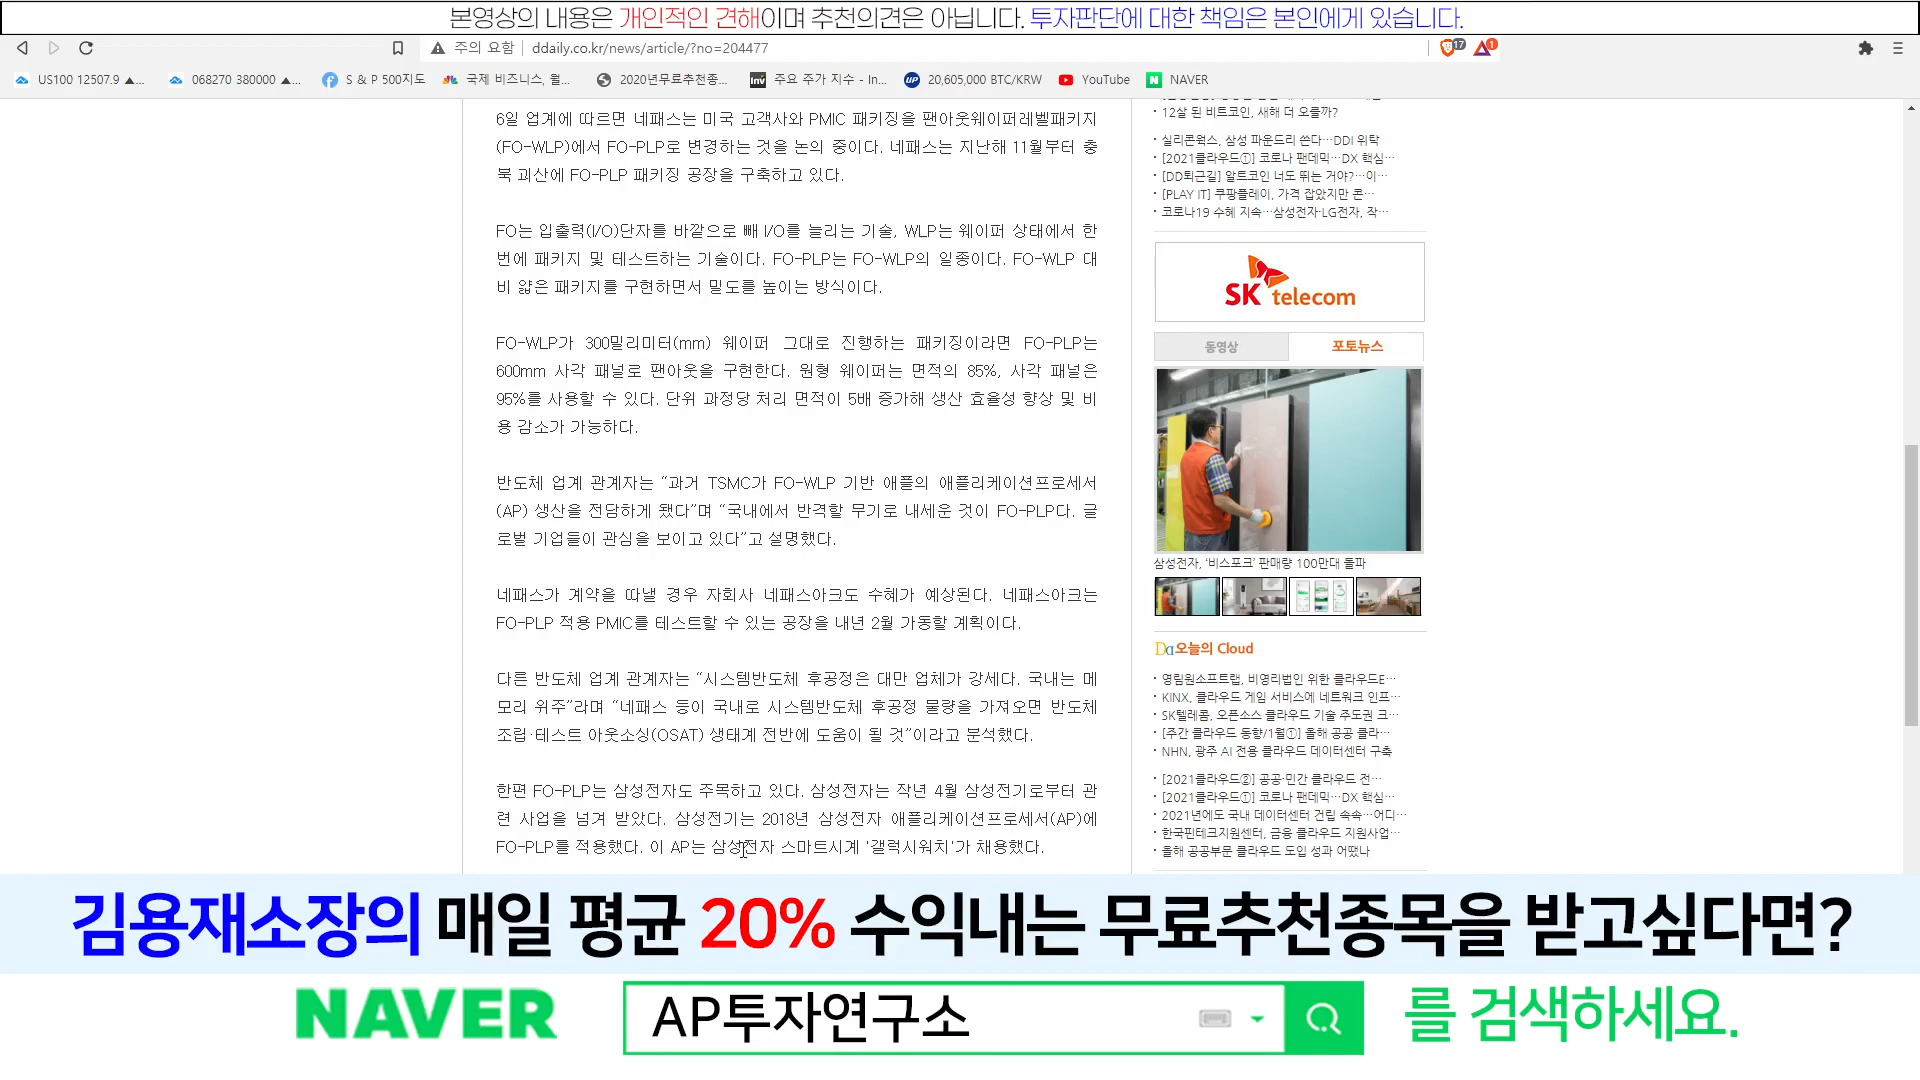 본영상의 내용은 개인적인 견해이며 추천의견은 아닙니다. 투자판단에 대한 책임은 본인에게 있습니다.
주의 요함 ddaily.co.kr/news/article/?no=204477
17 1
US100 12507.9 ▲...
068270 380000 ▲...
S & P 500지도
국제 비즈니스, 월...
2020년무료추천종...
주요 주가 지수 - In...
20,605,000 BTC/KRW
YouTube
NAVER
6일 업계에 따르면 네패스는 미국 고객사와 PMIC 패키징을 팬아웃웨이퍼레벨패키지
(FO-WLP)에서 FO-PLP로 변경하는 것을 논의 중이다. 네패스는 지난해 11월부터 충
북 괴산에 FO-PLP 패키징 공장을 구축하고 있다.
FO는 입출력(I/O)단자를 바깥으로 빼 I/O를 늘리는 기술, WLP는 웨이퍼 상태에서 한
번에 패키지 및 테스트하는 기술이다. FO-PLP는 FO-WLP의 일종이다. FO-WLP 대
비 얇은 패키지를 구현하면서 밀도를 높이는 방식이다.
FO-WLP가 300밀리미터(mm) 웨이퍼 그대로 진행하는 패키징이라면 FO-PLP는
600mm 사각 패널로 팬아웃을 구현한다. 원형 웨이퍼는 면적의 85%, 사각 패널은
95%를 사용할 수 있다. 단위 과정당 처리 면적이 5배 증가해 생산 효율성 향상 및 비
용 감소가 가능하다.
반도체 업계 관계자는 “과거 TSMC가 FO-WLP 기반 애플의 애플리케이션프로세서
(AP) 생산을 전담하게 됐다”며 “국내에서 반격할 무기로 내세운 것이 FO-PLP다. 글
로벌 기업들이 관심을 보이고 있다”고 설명했다.
네패스가 계약을 따낼 경우 자회사 네패스아크도 수혜가 예상된다. 네패스아크는
FO-PLP 적용 PMIC를 테스트할 수 있는 공장을 내년 2월 가동할 계획이다.
다른 반도체 업계 관계자는 “시스템반도체 후공정은 대만 업체가 강세다. 국내는 메
모리 위주”라며 “네패스 등이 국내로 시스템반도체 후공정 물량을 가져오면 반도체
조립·테스트 아웃소싱(OSAT) 생태계 전반에 도움이 될 것”이라고 분석했다.
한편 FO-PLP는 삼성전자도 주목하고 있다. 삼성전자는 작년 4월 삼성전기로부터 관
련 사업을 넘겨 받았다. 삼성전기는 2018년 삼성전자 애플리케이션프로세서(AP)에
FO-PLP를 적용했다. 이 AP는 삼성전자 스마트시계 '갤럭시워치'가 채용했다.
· 12살 된 비트코인, 새해 더 오를까?
· 실리콘웍스, 삼성 파운드리 쓴다…DDI 위탁
· [2021클라우드①] 코로나 팬데믹…DX 핵심…
· [DD퇴근길] 알트코인 너도 뛰는 거야?…이…
· [PLAY IT] 쿠팡플레이, 가격 잡았지만 콘…
· 코로나19 수혜 지속…삼성전자·LG전자, 작…
SK telecom
동영상 포토뉴스
삼성전자, ‘비스포크’ 판매량 100만대 돌파
Dd오늘의 Cloud
· 영림원소프트랩, 비영리법인 위한 클라우드E…
· KINX, 클라우드 게임 서비스에 네트워크 인프…
· SK텔레콤, 오픈소스 클라우드 기술 주도권 크…
· [주간 클라우드 동향/1월①] 올해 공공 클라…
· NHN, 광주 AI 전용 클라우드 데이터센터 구축
· [2021클라우드②] 공공·민간 클라우드 전…
· [2021클라우드①] 코로나 팬데믹…DX 핵심…
· 2021년에도 국내 데이터센터 건립 속속…어디…
· 한국핀테크지원센터, 금융 클라우드 지원사업…
· 올해 공공부문 클라우드 도입 성과 어땠나
김용재소장의 매일 평균 20% 수익내는 무료추천종목을 받고싶다면?
NAVER AP투자연구소 를 검색하세요.